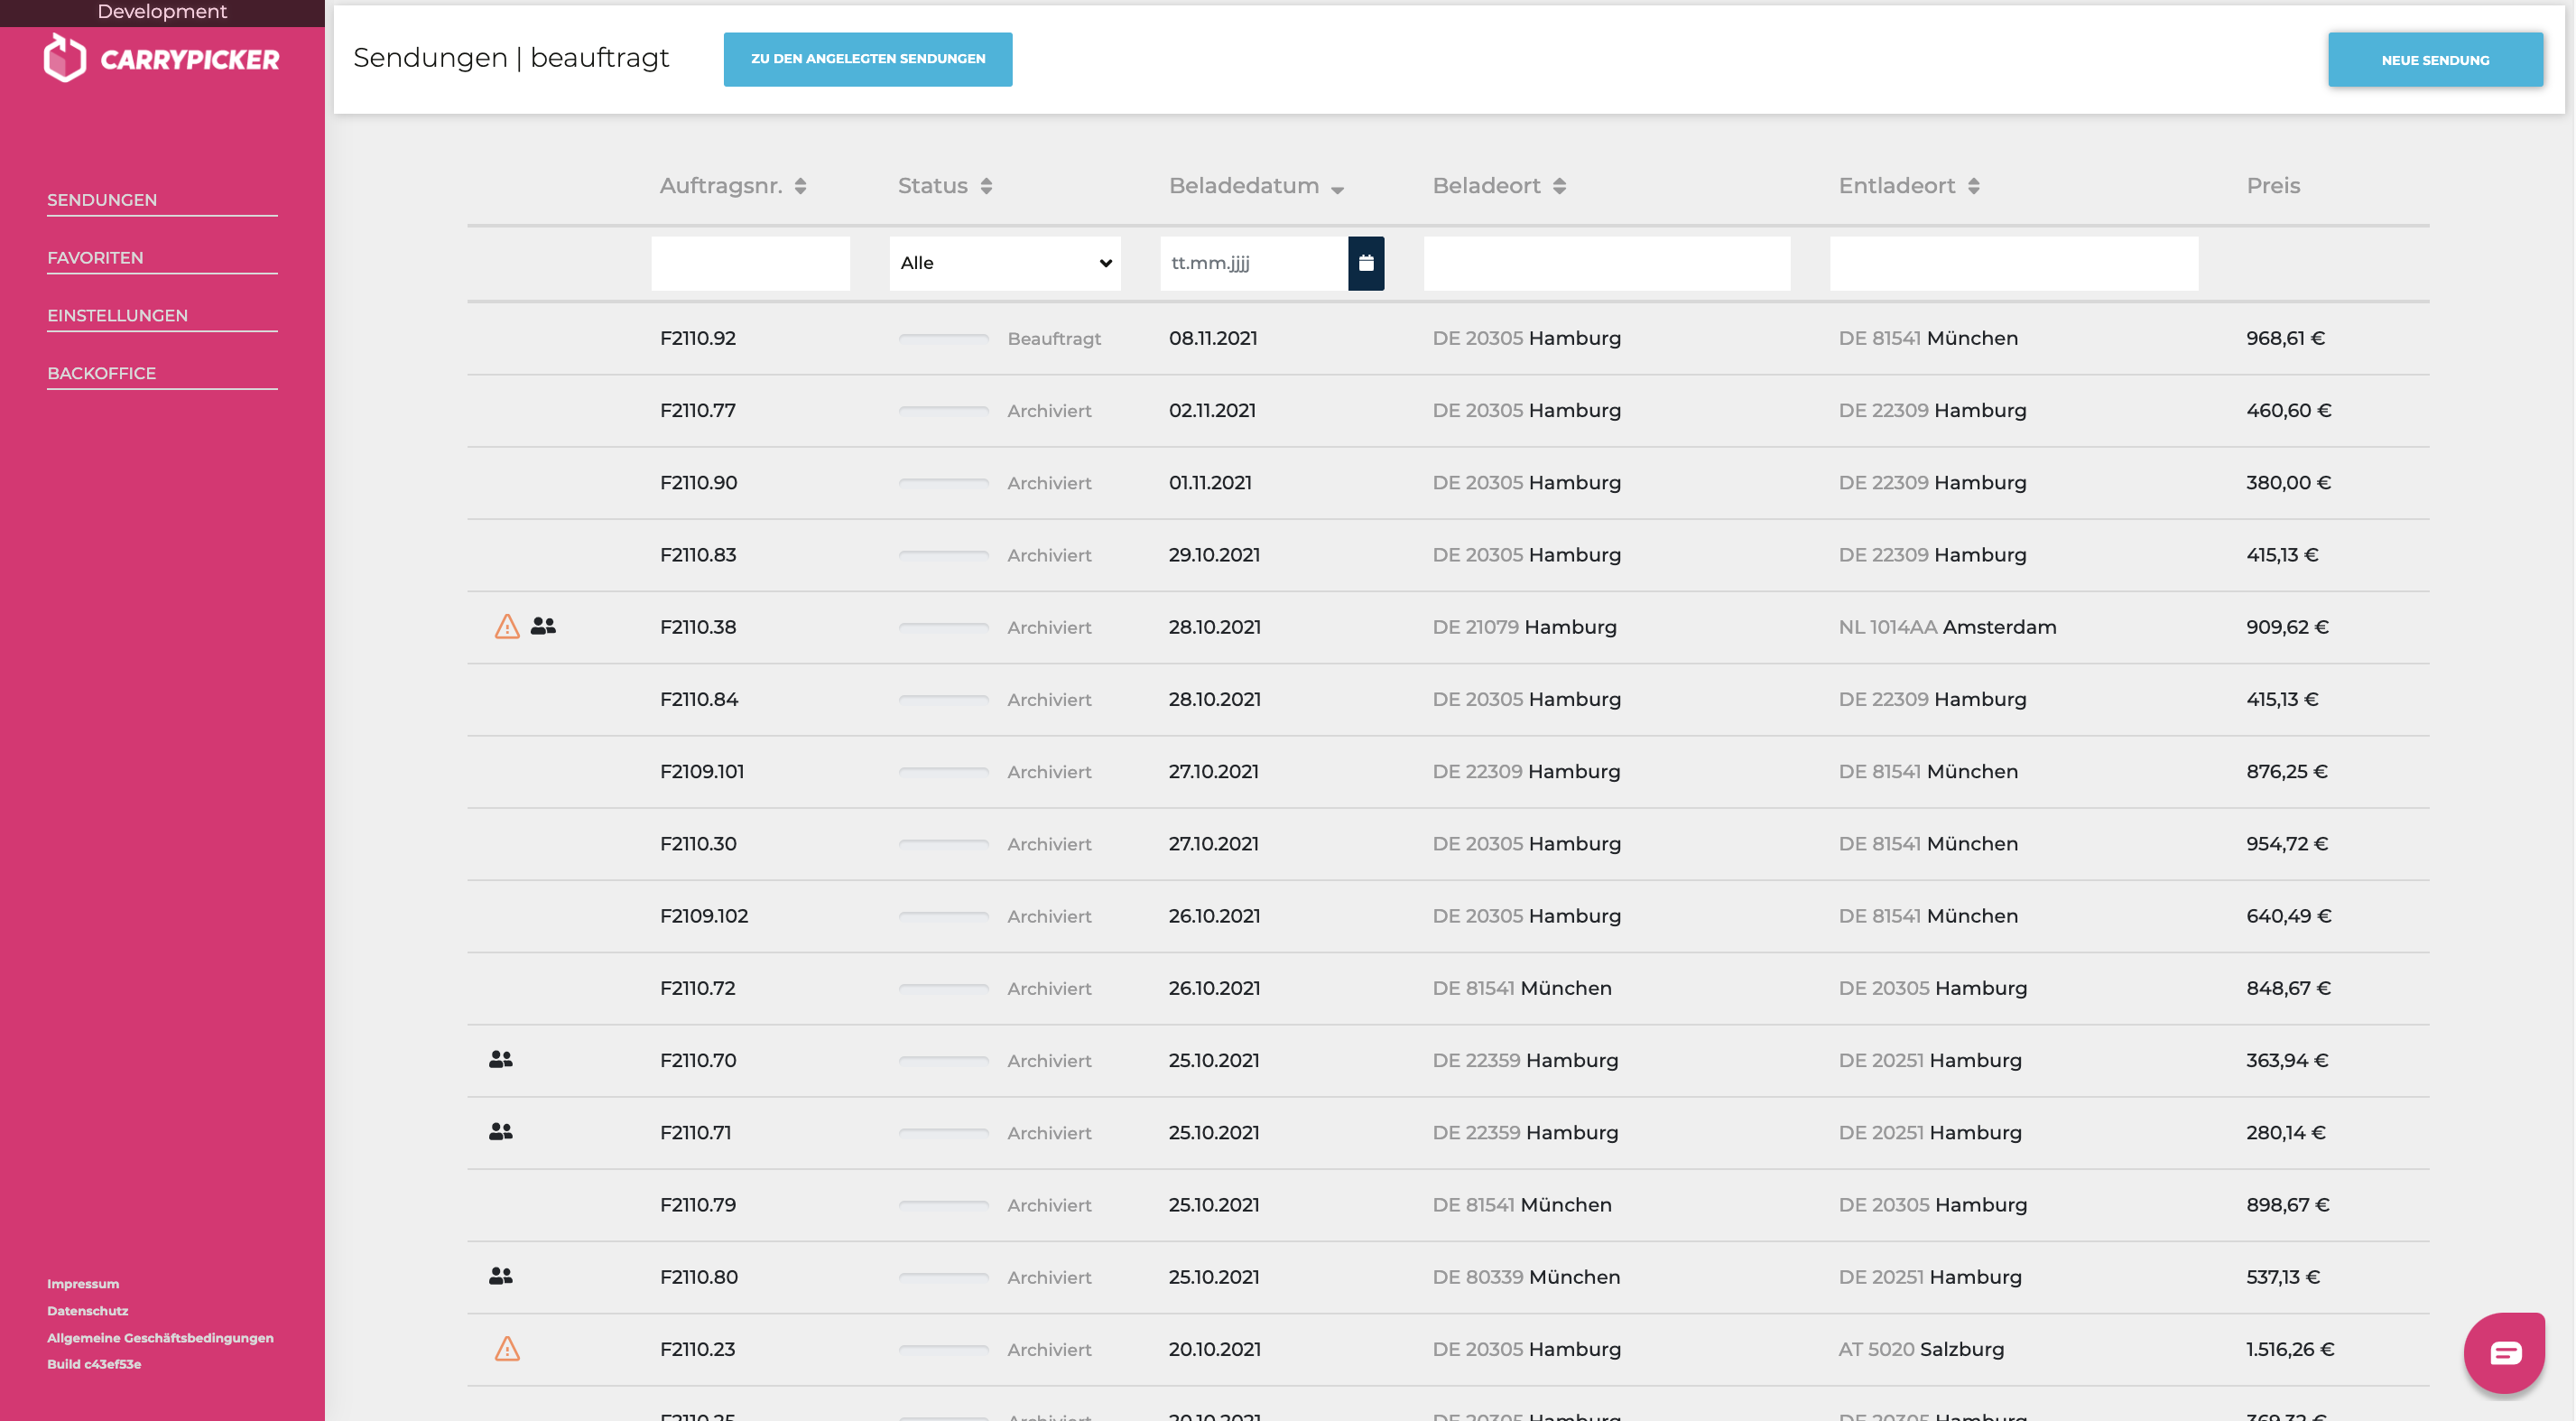 Development
CARRYPICKER
SENDUNGEN
FAVORITEN
EINSTELLUNGEN
BACKOFFICE
Impressum
Datenschutz
Allgemeine Geschäftsbedingungen
Build c43ef53e
Sendungen | beauftragt ZU DEN ANGELEGTEN SENDUNGEN NEUE SENDUNG
Auftragsnr. Status Beladedatum Beladeort Entladeort Preis
Alle tt.mm.jjjj
F2110.92 Beauftragt 08.11.2021 DE 20305 Hamburg DE 81541 München 968,61 €
F2110.77 Archiviert 02.11.2021 DE 20305 Hamburg DE 22309 Hamburg 460,60 €
F2110.90 Archiviert 01.11.2021 DE 20305 Hamburg DE 22309 Hamburg 380,00 €
F2110.83 Archiviert 29.10.2021 DE 20305 Hamburg DE 22309 Hamburg 415,13 €
F2110.38 Archiviert 28.10.2021 DE 21079 Hamburg NL 1014AA Amsterdam 909,62 €
F2110.84 Archiviert 28.10.2021 DE 20305 Hamburg DE 22309 Hamburg 415,13 €
F2109.101 Archiviert 27.10.2021 DE 22309 Hamburg DE 81541 München 876,25 €
F2110.30 Archiviert 27.10.2021 DE 20305 Hamburg DE 81541 München 954,72 €
F2109.102 Archiviert 26.10.2021 DE 20305 Hamburg DE 81541 München 640,49 €
F2110.72 Archiviert 26.10.2021 DE 81541 München DE 20305 Hamburg 848,67 €
F2110.70 Archiviert 25.10.2021 DE 22359 Hamburg DE 20251 Hamburg 363,94 €
F2110.71 Archiviert 25.10.2021 DE 22359 Hamburg DE 20251 Hamburg 280,14 €
F2110.79 Archiviert 25.10.2021 DE 81541 München DE 20305 Hamburg 898,67 €
F2110.80 Archiviert 25.10.2021 DE 80339 München DE 20251 Hamburg 537,13 €
F2110.23 Archiviert 20.10.2021 DE 20305 Hamburg AT 5020 Salzburg 1.516,26 €